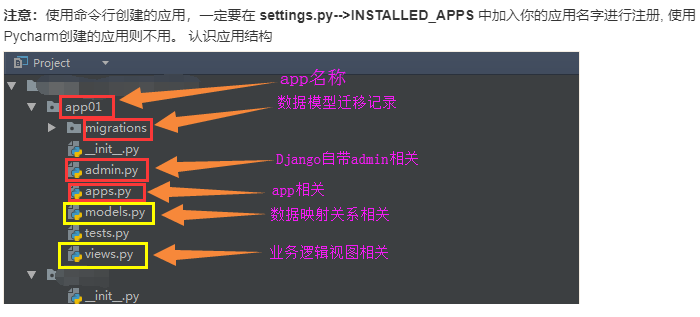 注意：使用命令行创建的应用，一定要在 settings.py-->INSTALLED_APPS 中加入你的应用名字进行注册, 使用
Pycharm创建的应用则不用。 认识应用结构
Project
app名称
app01
数据模型迁移记录
migrations
__init__.py
Django自带admin相关
admin.py
apps.py
app相关
models.py
数据映射关系相关
tests.py
views.py
业务逻辑视图相关
__init__.py